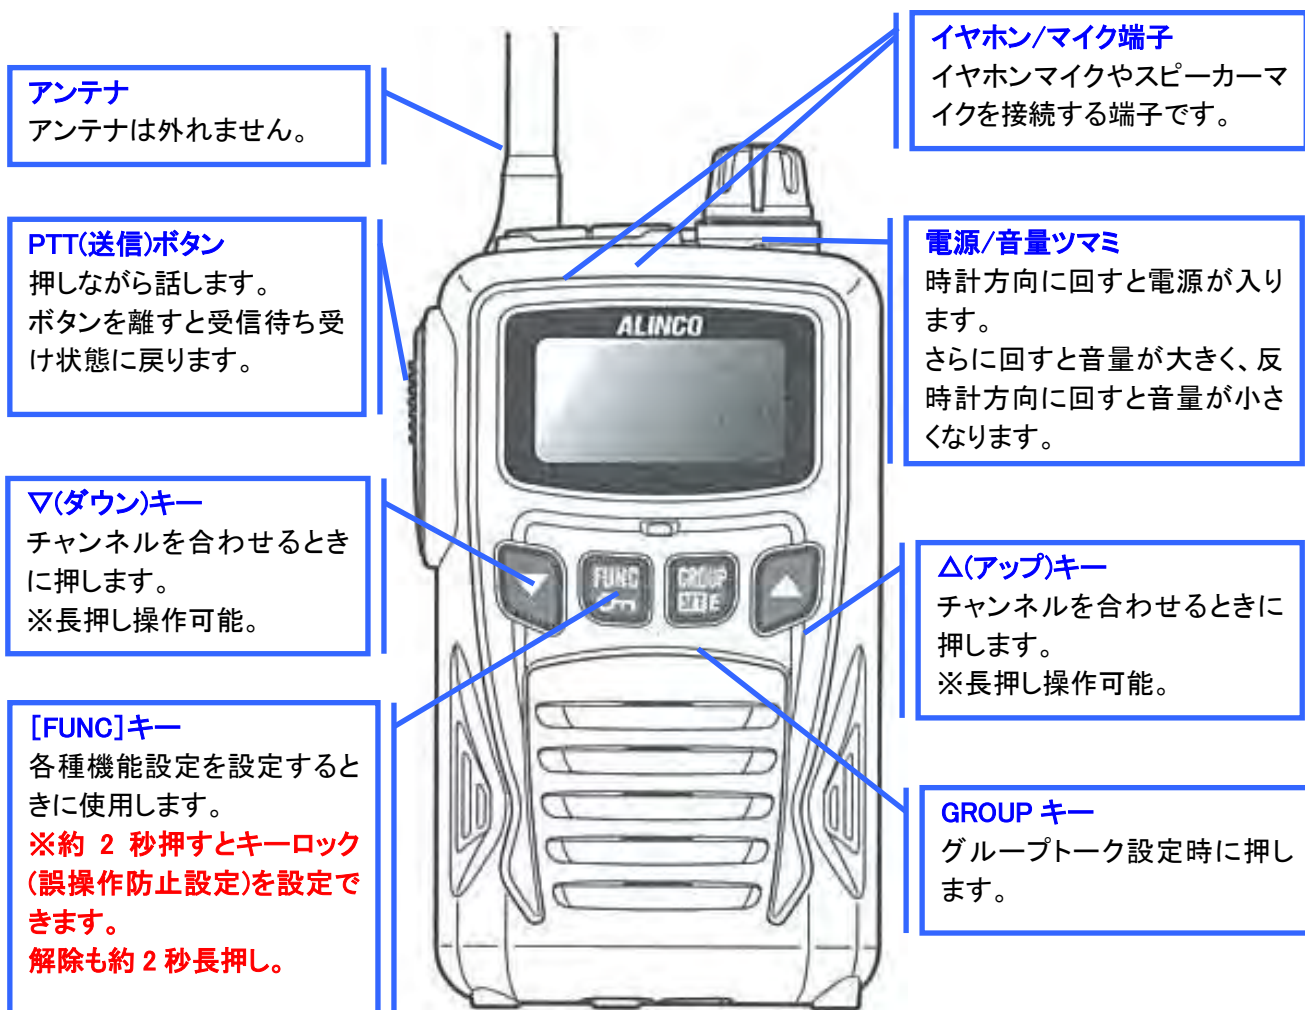 アンテナ
アンテナは外れません。
イヤホン/マイク端子
イヤホンマイクやスピーカーマ
イクを接続する端子です。
PTT(送信)ボタン
押しながら話します。
ボタンを離すと受信待ち受
け状態に戻ります。
電源/音量ツマミ
時計方向に回すと電源が入り
ます。
さらに回すと音量が大きく、反
時計方向に回すと音量が小さ
くなります。
ALINCO
▽(ダウン)キー
チャンネルを合わせるとき
に押します。
※長押し操作可能。
FUNC
GROUP
SET E
△(アップ)キー
チャンネルを合わせるときに
押します。
※長押し操作可能。
[FUNC]キー
各種機能設定を設定すると
きに使用します。
※約 2 秒押すとキーロック
(誤操作防止設定)を設定で
きます。
解除も約 2 秒長押し。
GROUP キー
グループトーク設定時に押し
ます。